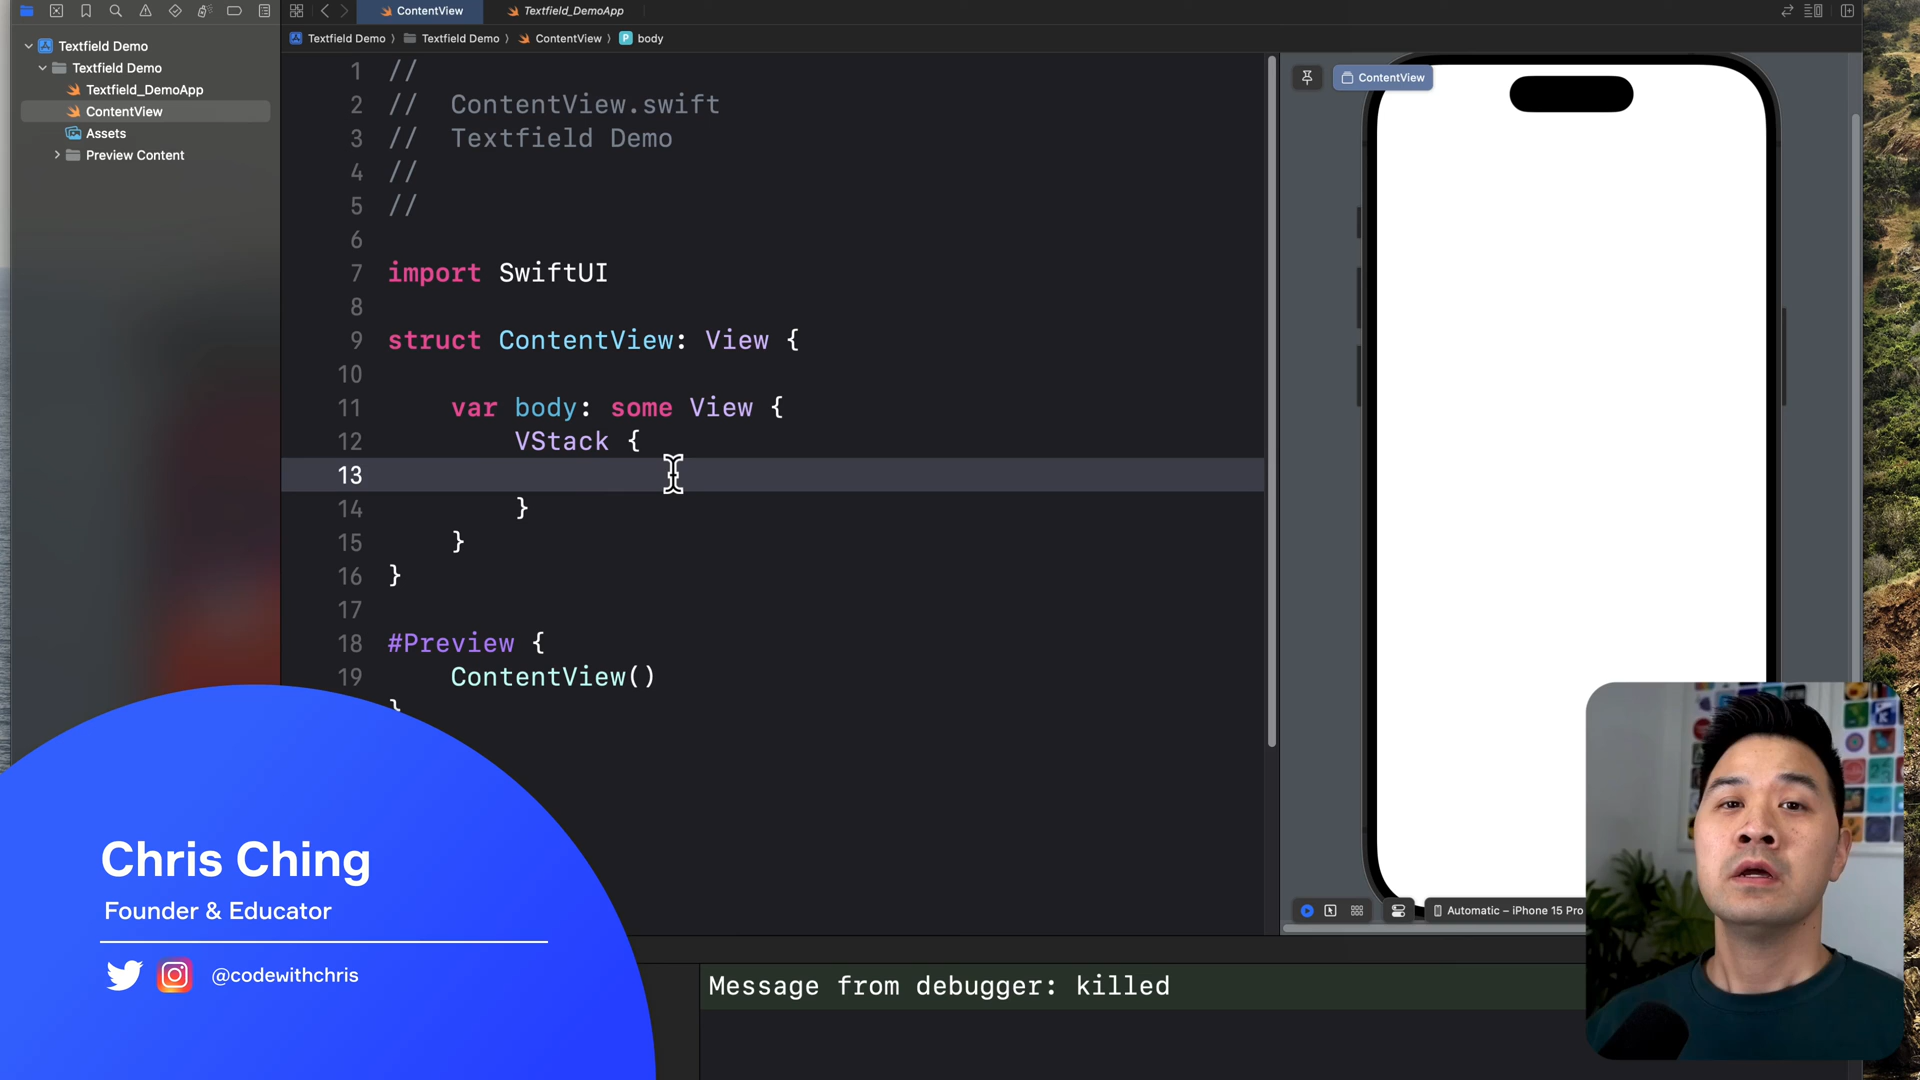 ContentView
Textfield_DemoApp
Textfield Demo
Textfield Demo
ContentView
body
Textfield Demo
Textfield Demo
Textfield_DemoApp
ContentView
Assets
Preview Content
1 //
2 // ContentView.swift
3 // Textfield Demo
4 //
5 //
6
7 import SwiftUI
8
9 struct ContentView: View {
10
11 var body: some View {
12 VStack {
13
14 }
15 }
16 }
17
18 #Preview {
19 ContentView()
}
ContentView
Automatic – iPhone 15 Pro
Message from debugger: killed
Chris Ching
Founder & Educator
@codewithchris